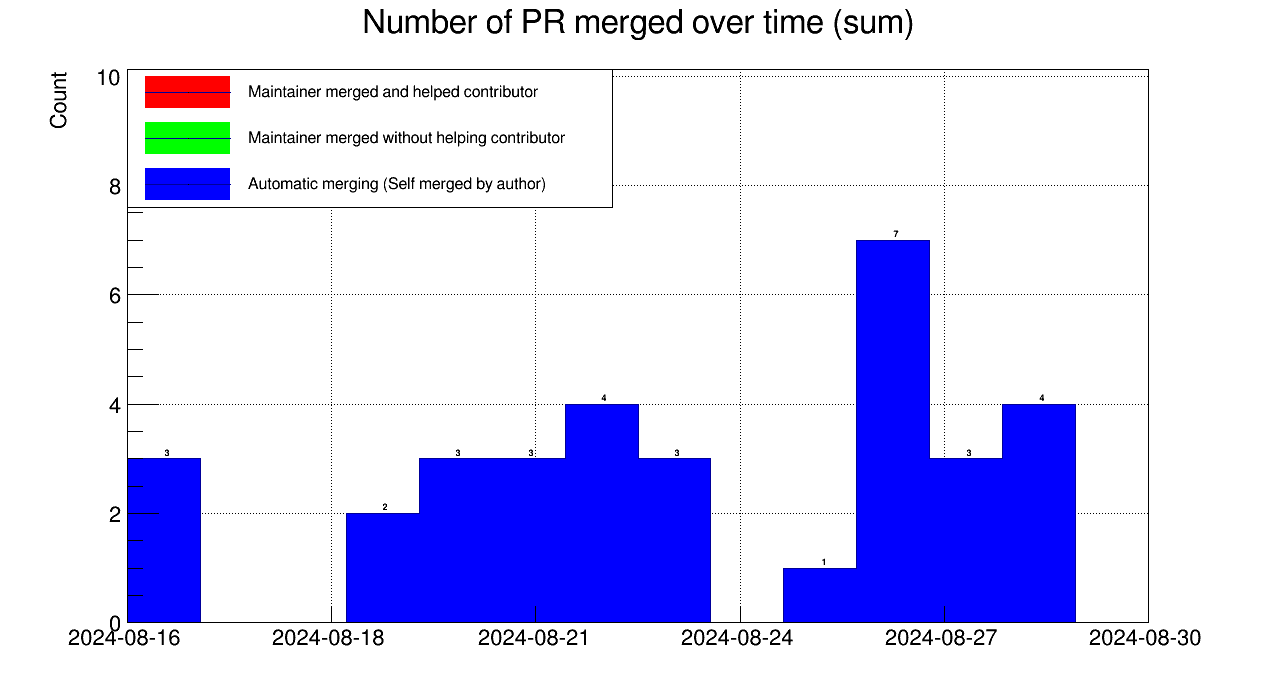 Number of PR merged over time (sum)
Count
10
8
6
4
2
0
Maintainer merged and helped contributor
Maintainer merged without helping contributor
Automatic merging (Self merged by author)
3
2
3
3
4
3
1
7
3
4
2024-08-16 2024-08-18 2024-08-21 2024-08-24 2024-08-27 2024-08-30